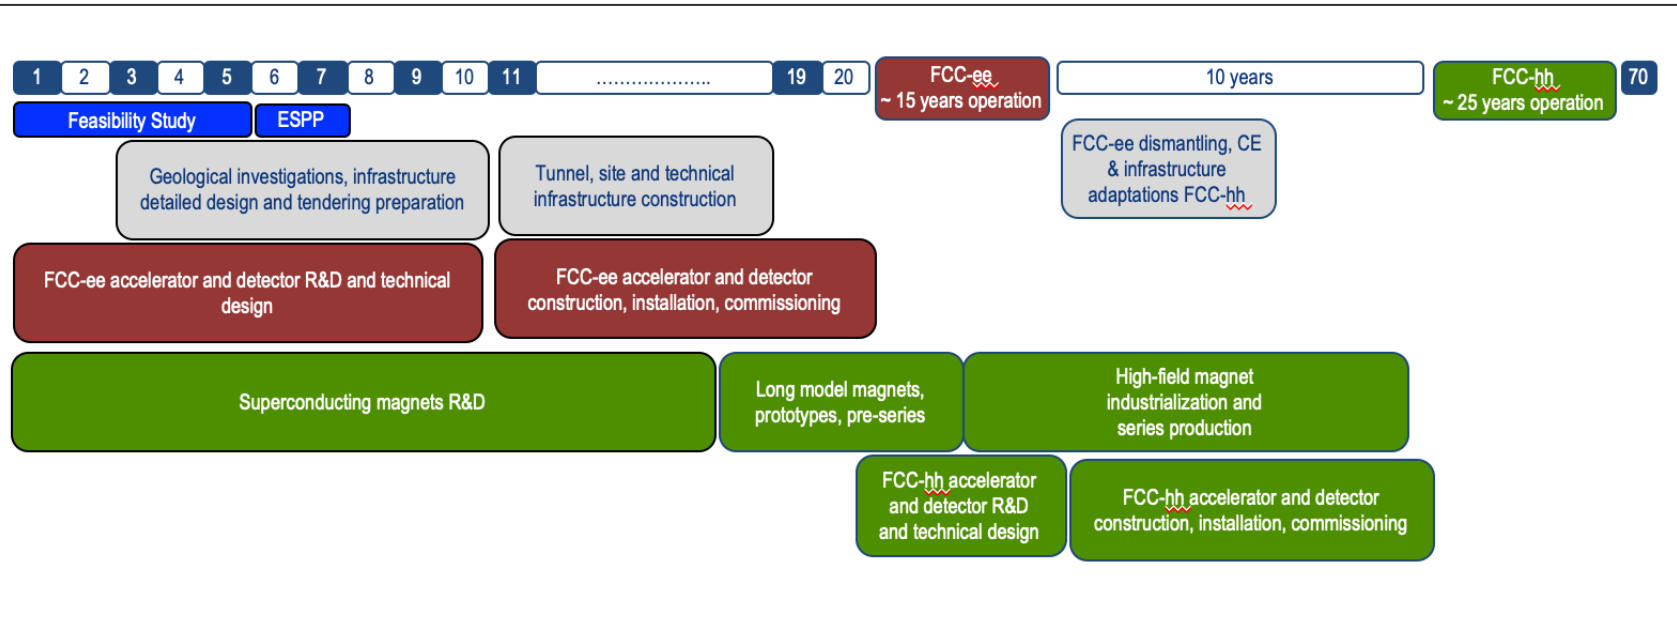 1 2 3 4 5 6 7 8 9 10 11 ................... 19 20
FCC-ee
~ 15 years operation
10 years
FCC-hh
~ 25 years operation
70
Feasibility Study
ESPP
Geological investigations, infrastructure
detailed design and tendering preparation
Tunnel, site and technical
infrastructure construction
FCC-ee dismantling, CE
& infrastructure
adaptations FCC-hh
FCC-ee accelerator and detector R&D and technical
design
FCC-ee accelerator and detector
construction, installation, commissioning
Superconducting magnets R&D
Long model magnets,
prototypes, pre-series
High-field magnet
industrialization and
series production
FCC-hh accelerator
and detector R&D
and technical design
FCC-hh accelerator and detector
construction, installation, commissioning